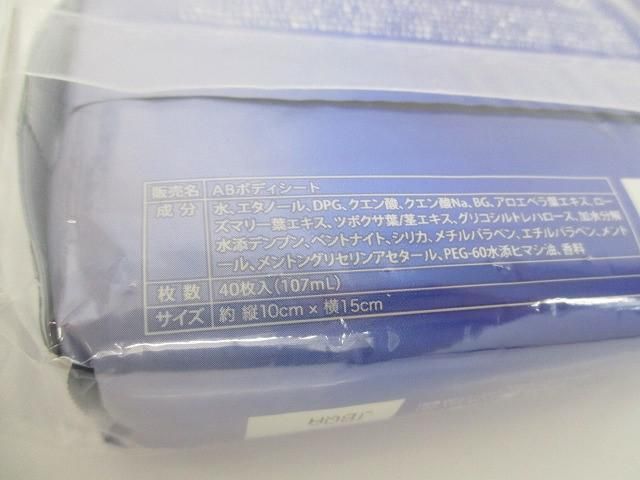 販売名 ABボディシート
成分 水、エタノール、DPG、クエン酸、クエン酸Na、BG、アロエベラ葉エキス、ロー
ズマリー葉エキス、ツボクサ葉/茎エキス、グリコシルトレハロース、加水分解
水添デンプン、ベントナイト、シリカ、メチルパラベン、エチルパラベン、メント
ール、メントングリセリンアセタール、PEG-60水添ヒマシ油、香料
枚数 40枚入(107mL)
サイズ 約 縦10cm×横15cm